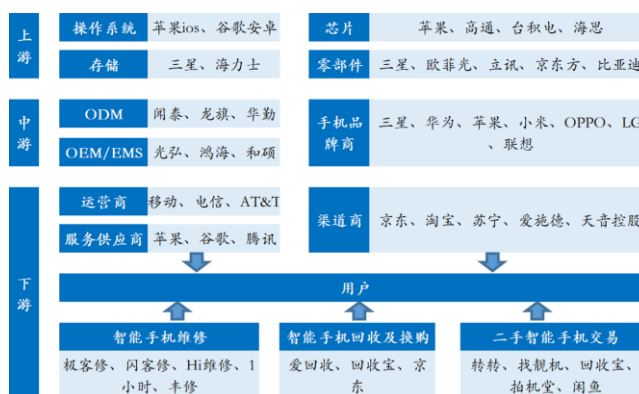 上游
操作系统 苹果ios、谷歌安卓
芯片 苹果、高通、台积电、海思
存储 三星、海力士
零部件 三星、欧菲光、立讯、京东方、比亚迪
中游
ODM 闻泰、龙旗、华勤
OEM/EMS 光弘、鸿海、和硕
手机品牌商
三星、华为、苹果、小米、OPPO、LG
、联想
下游
运营商 移动、电信、AT&T
服务供应商 苹果、谷歌、腾讯
渠道商 京东、淘宝、苏宁、爱施德、天音控股
用户
智能手机维修
极客修、闪客修、Hi维修、1
小时、丰修
智能手机回收及换购
爱回收、回收宝、京
东
二手智能手机交易
转转、找靓机、回收宝、
拍机堂、闲鱼